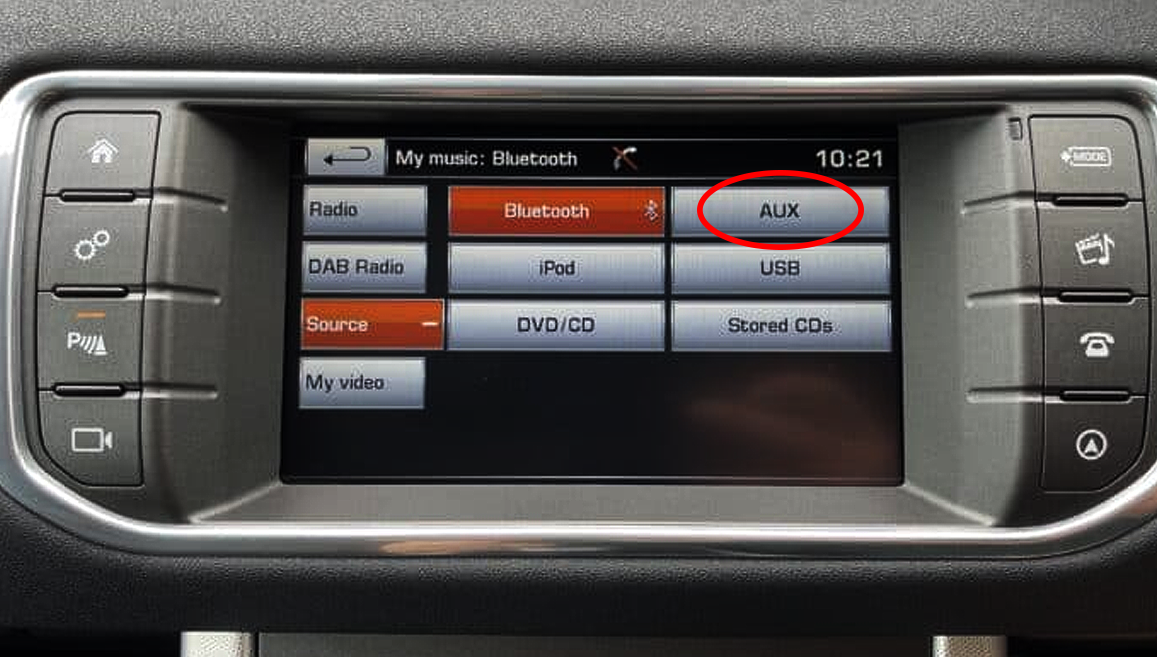 My music: Bluetooth 10:21
Radio Bluetooth AUX
DAB Radio iPod USB
Source DVD/CD Stored CDs
My video
MODE
P